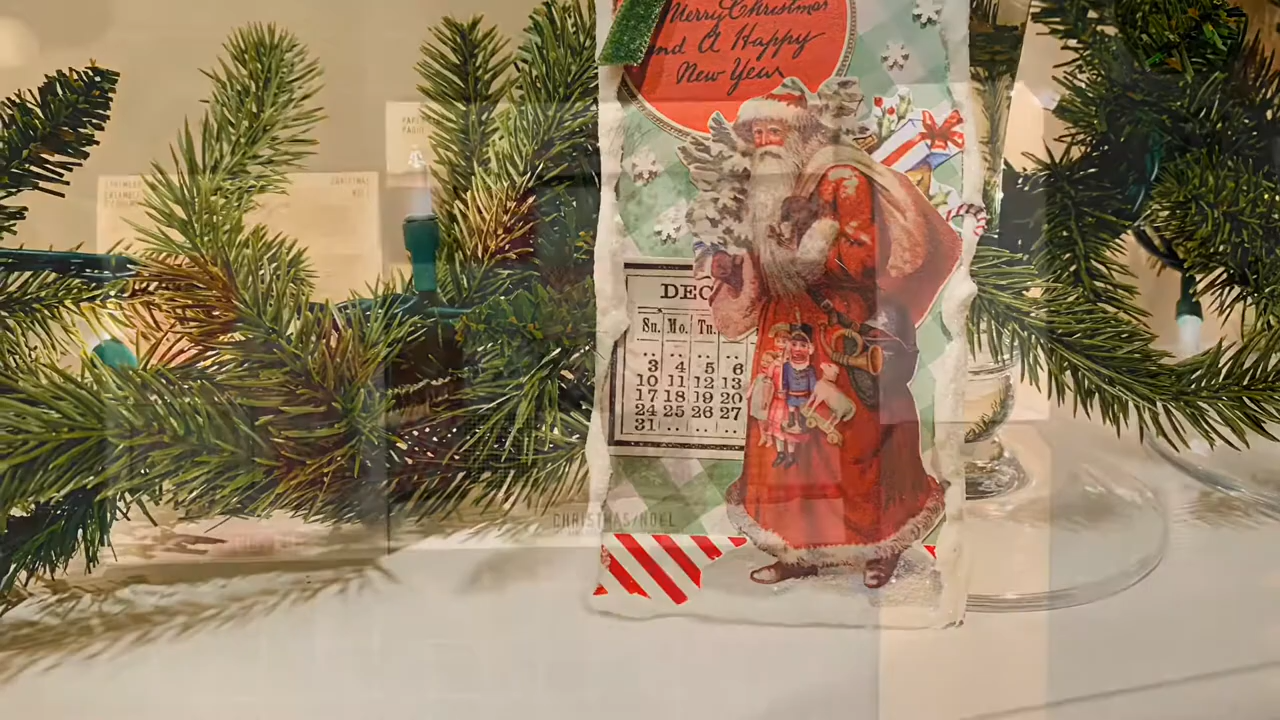 Merry Christmas
and A Happy
New Year
DEC
Su. Mo. Tu.
.. .. .. ..
3 4 5 6
10 11 12 13
17 18 19 20
24 25 26 27
31 .. .. ..
CHRISTMAS/NOEL